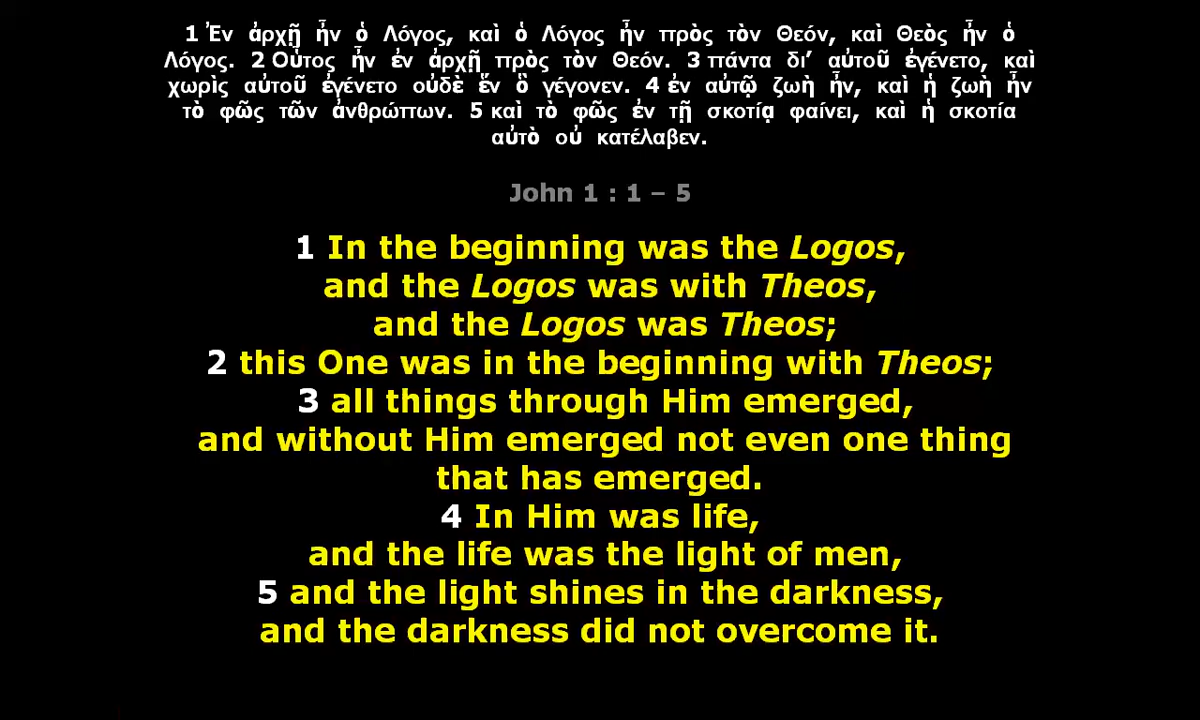 1 Ἐν ἀρχῇ ἦν ὁ Λόγος, καὶ ὁ Λόγος ἦν πρὸς τὸν Θεόν, καὶ Θεὸς ἦν ὁ
Λόγος. 2 Οὗτος ἦν ἐν ἀρχῇ πρὸς τὸν Θεόν. 3 πάντα δι’ αὐτοῦ ἐγένετο, καὶ
χωρὶς αὐτοῦ ἐγένετο οὐδὲ ἕν ὃ γέγονεν. 4 ἐν αὐτῷ ζωὴ ἦν, καὶ ἡ ζωὴ ἦν
τὸ φῶς τῶν ἀνθρώπων. 5 καὶ τὸ φῶς ἐν τῇ σκοτίᾳ φαίνει, καὶ ἡ σκοτία
αὐτὸ οὐ κατέλαβεν.
John 1 : 1 – 5
1 In the beginning was the Logos,
and the Logos was with Theos,
and the Logos was Theos;
2 this One was in the beginning with Theos;
3 all things through Him emerged,
and without Him emerged not even one thing
that has emerged.
4 In Him was life,
and the life was the light of men,
5 and the light shines in the darkness,
and the darkness did not overcome it.